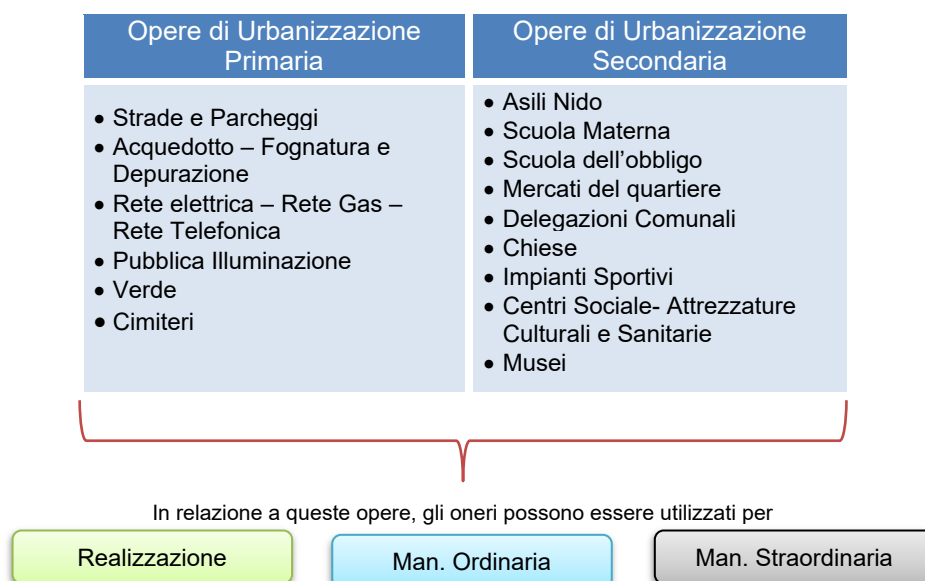 Opere di Urbanizzazione
Primaria
Opere di Urbanizzazione
Secondaria
• Strade e Parcheggi
• Acquedotto – Fognatura e
Depurazione
• Rete elettrica – Rete Gas –
Rete Telefonica
• Pubblica Illuminazione
• Verde
• Cimiteri
• Asili Nido
• Scuola Materna
• Scuola dell’obbligo
• Mercati del quartiere
• Delegazioni Comunali
• Chiese
• Impianti Sportivi
• Centri Sociale- Attrezzature
Culturali e Sanitarie
• Musei
In relazione a queste opere, gli oneri possono essere utilizzati per
Realizzazione
Man. Ordinaria
Man. Straordinaria